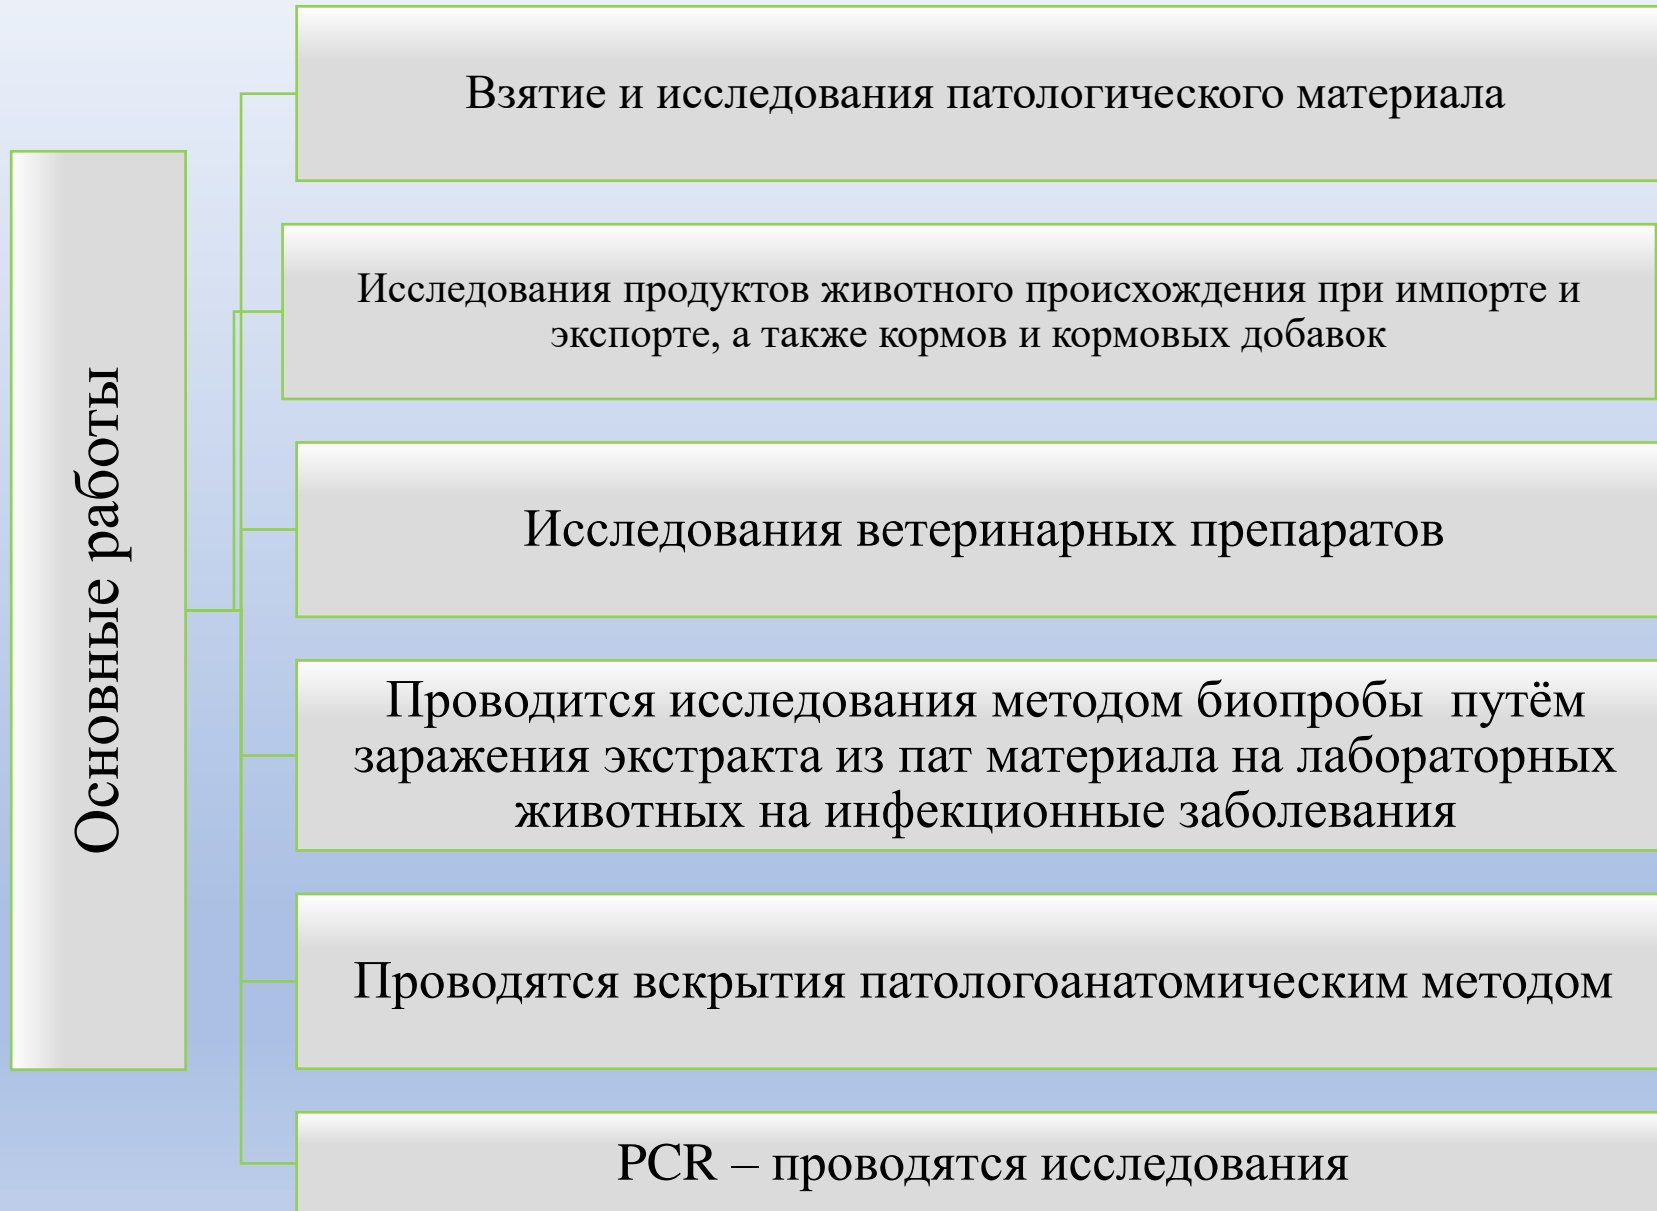 Основные работы
Взятие и исследования патологического материала
Исследования продуктов животного происхождения при импорте и
экспорте, а также кормов и кормовых добавок
Исследования ветеринарных препаратов
Проводится исследования методом биопробы  путём
заражения экстракта из пат материала на лабораторных
животных на инфекционные заболевания
Проводятся вскрытия патологоанатомическим методом
PCR – проводятся исследования